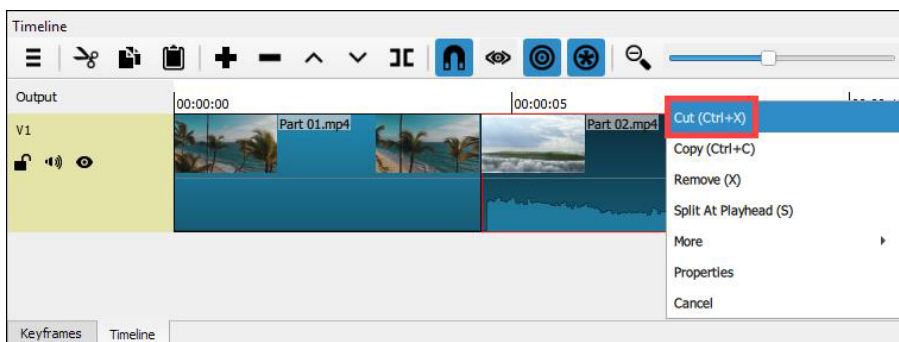 Timeline
Output
00:00:00
00:00:05
V1
Part 01.mp4
Part 02.mp4
Cut (Ctrl+X)
Copy (Ctrl+C)
Remove (X)
Split At Playhead (S)
More
Properties
Cancel
Keyframes
Timeline